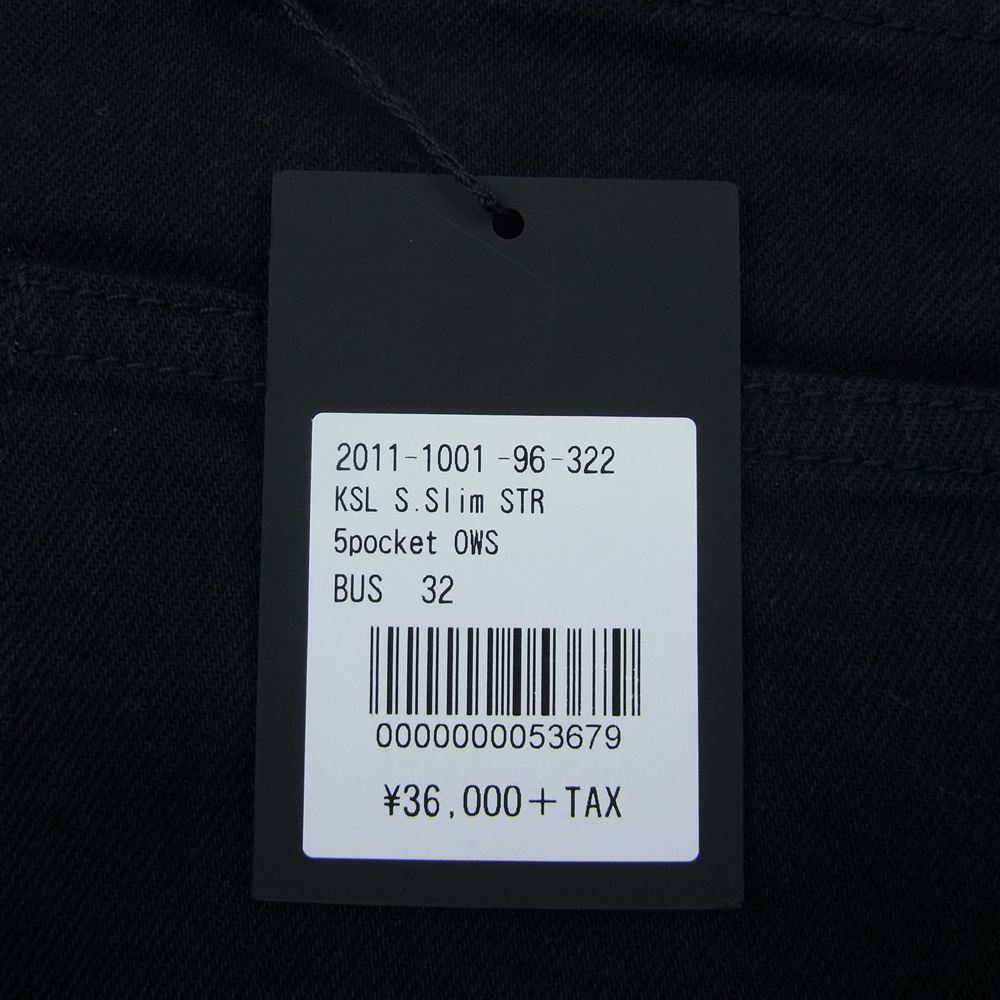 2011-1001-96-322
KSL S.Slim STR
5pocket OWS
BUS 32
0000000053679
¥36,000+TAX